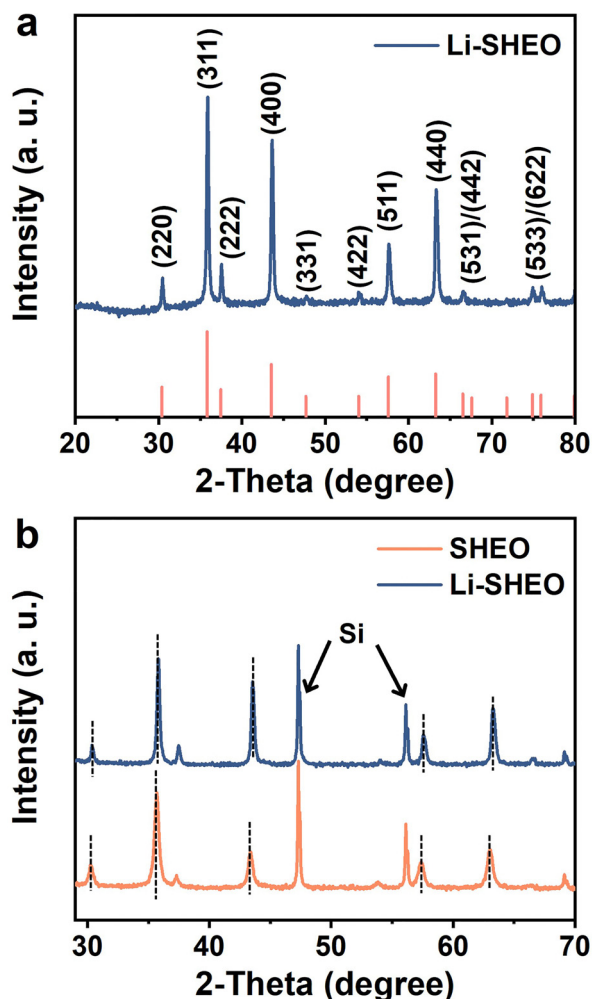 a
Li-SHEO
(220)
(311)
(222)
(400)
(331)
(422)
(511)
(440)
(531)/(442)
(533)/(622)
Intensity (a. u.)
20 30 40 50 60 70 80
2-Theta (degree)
b
SHEO
Li-SHEO
Si
Intensity (a. u.)
30 40 50 60 70
2-Theta (degree)